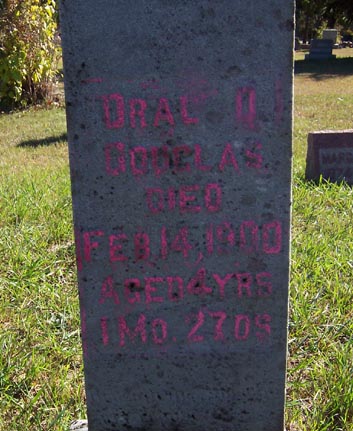 ORAL D.
DOUGLAS
DIED
FEB.14,1900
AGED 4 YRS
1 MO. 27 DS